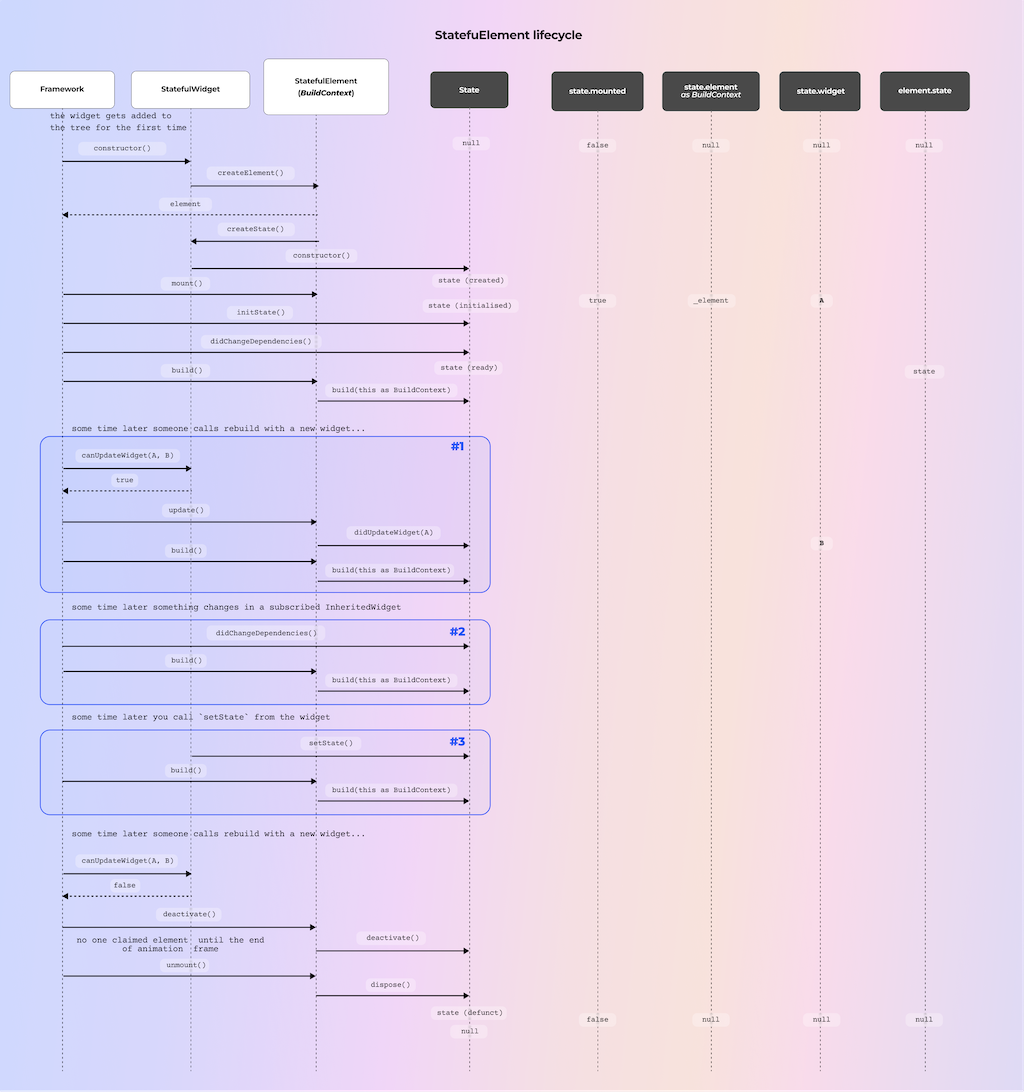 StatefuElement lifecycle
Framework
StatefulWidget
StatefulElement
(BuildContext)
State
state.mounted
state.element
as BuildContext
state.widget
element.state
the widget gets added to
the tree for the first time
null
false
null
null
null
constructor()
createElement()
element
createState()
constructor()
state (created)
mount()
state (initialised)
true
_element
A
initState()
didChangeDependencies()
state (ready)
state
build()
build(this as BuildContext)
some time later someone calls rebuild with a new widget...
#1
canUpdateWidget(A, B)
true
update()
didUpdateWidget(A)
B
build()
build(this as BuildContext)
some time later something changes in a subscribed InheritedWidget
#2
didChangeDependencies()
build()
build(this as BuildContext)
some time later you call `setState` from the widget
#3
setState()
build()
build(this as BuildContext)
some time later someone calls rebuild with a new widget...
canUpdateWidget(A, B)
false
deactivate()
no one claimed element until the end
of animation frame
deactivate()
unmount()
dispose()
state (defunct)
false
null
null
null
null